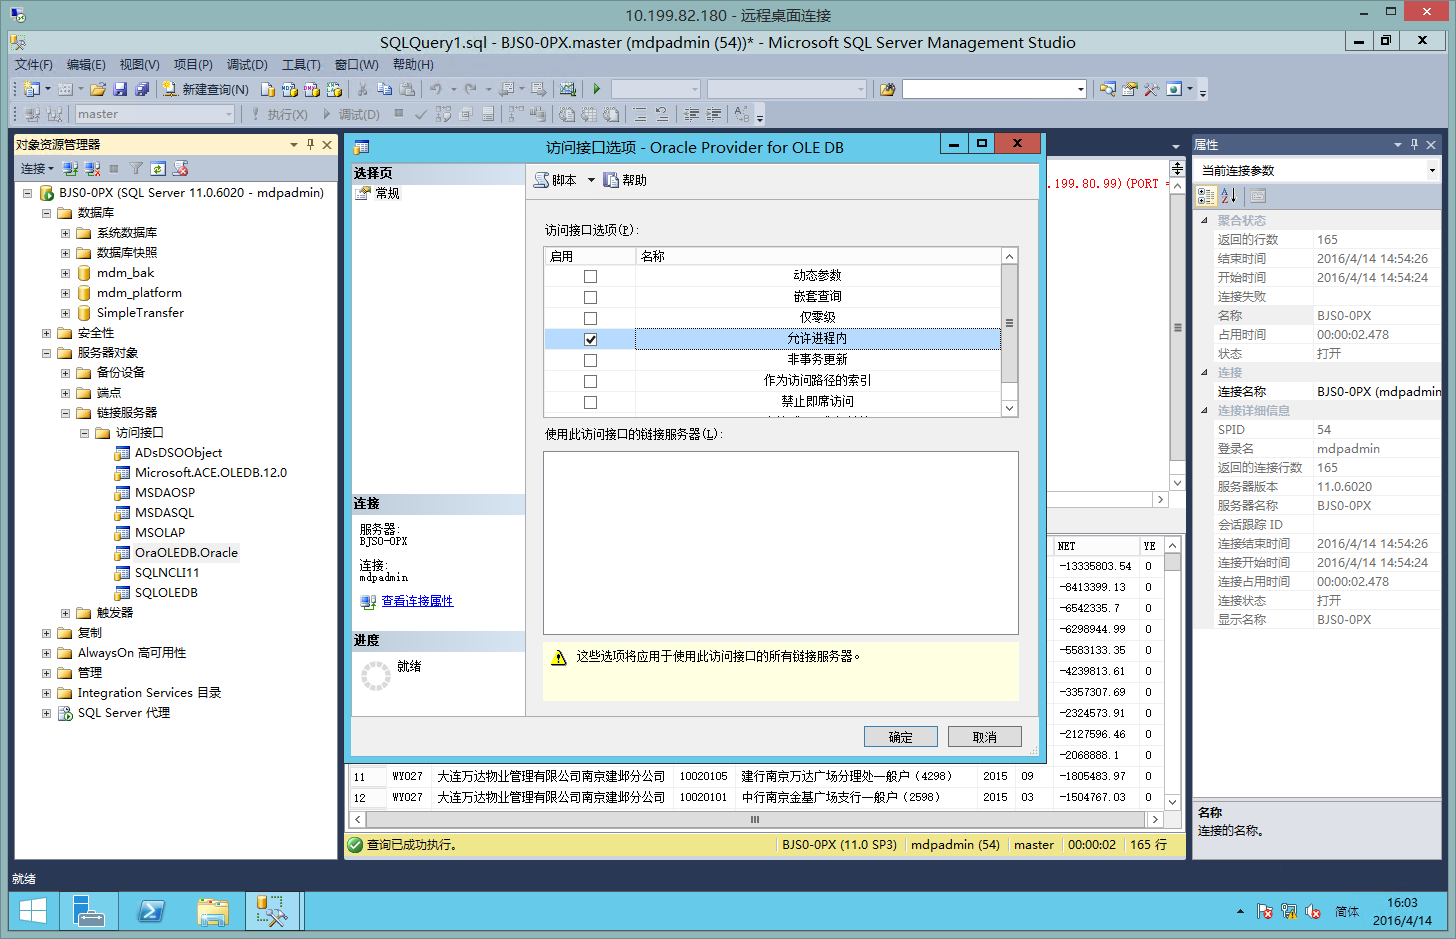 10.199.82.180 - 远程桌面连接
SQLQuery1.sql - BJS0-0PX.master (mdpadmin (54))* - Microsoft SQL Server Management Studio
文件(F) 编辑(E) 视图(V) 项目(P) 调试(D) 工具(T) 窗口(W) 帮助(H)
新建查询(N)
master 执行(X) 调试(D)
对象资源管理器
连接
BJS0-0PX (SQL Server 11.0.6020 - mdpadmin)
数据库
系统数据库
数据库快照
mdm_bak
mdm_platform
SimpleTransfer
安全性
服务器对象
备份设备
端点
链接服务器
访问接口
ADsDSOObject
Microsoft.ACE.OLEDB.12.0
MSDAOSP
MSDASQL
MSOLAP
OraOLEDB.Oracle
SQLNCLI11
SQLOLEDB
触发器
复制
AlwaysOn 高可用性
管理
Integration Services 目录
SQL Server 代理
访问接口选项 - Oracle Provider for OLE DB
选择页
常规
脚本 帮助
访问接口选项(P):
启用 名称
动态参数
嵌套查询
仅零级
允许进程内
非事务更新
作为访问路径的索引
禁止即席访问
使用此访问接口的链接服务器(L):
连接
服务器:
BJS0-0PX
连接:
mdpadmin
查看连接属性
进度
就绪
这些选项将应用于使用此访问接口的所有链接服务器。
确定 取消
.199.80.99)(PORT =
NET YE
-13335803.54 0
-8413399.13 0
-6542335.7 0
-6298944.99 0
-5583133.35 0
-4239813.61 0
-3357307.69 0
-2324573.91 0
-2127596.46 0
-2068888.1 0
11 WY027 大连万达物业管理有限公司南京建邺分公司 10020105 建行南京万达广场分理处一般户（4298） 2015 09 -1805483.97 0
12 WY027 大连万达物业管理有限公司南京建邺分公司 10020101 中行南京金基广场支行一般户（2598） 2015 03 -1504767.03 0
查询已成功执行。 BJS0-0PX (11.0 SP3) mdpadmin (54) master 00:00:02 165 行
属性
当前连接参数
聚合状态
返回的行数 165
结束时间 2016/4/14 14:54:26
开始时间 2016/4/14 14:54:24
连接失败
名称 BJS0-0PX
占用时间 00:00:02.478
状态 打开
连接
连接名称 BJS0-0PX (mdpadmin
连接详细信息
SPID 54
登录名 mdpadmin
返回的连接行数 165
服务器版本 11.0.6020
服务器名称 BJS0-0PX
会话跟踪 ID
连接结束时间 2016/4/14 14:54:26
连接开始时间 2016/4/14 14:54:24
连接占用时间 00:00:02.478
连接状态 打开
显示名称 BJS0-0PX
名称
连接的名称。
就绪
简体
16:03
2016/4/14